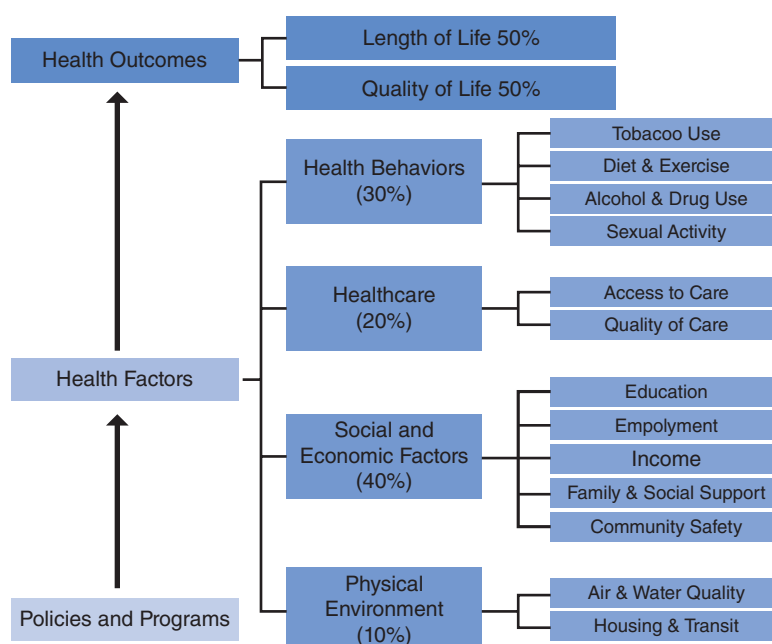 Health Outcomes
Length of Life 50%
Quality of Life 50%
Health Behaviors
(30%)
Tobacoo Use
Diet & Exercise
Alcohol & Drug Use
Sexual Activity
Healthcare
(20%)
Access to Care
Quality of Care
Health Factors
Social and
Economic Factors
(40%)
Education
Empolyment
Income
Family & Social Support
Community Safety
Policies and Programs
Physical
Environment
(10%)
Air & Water Quality
Housing & Transit